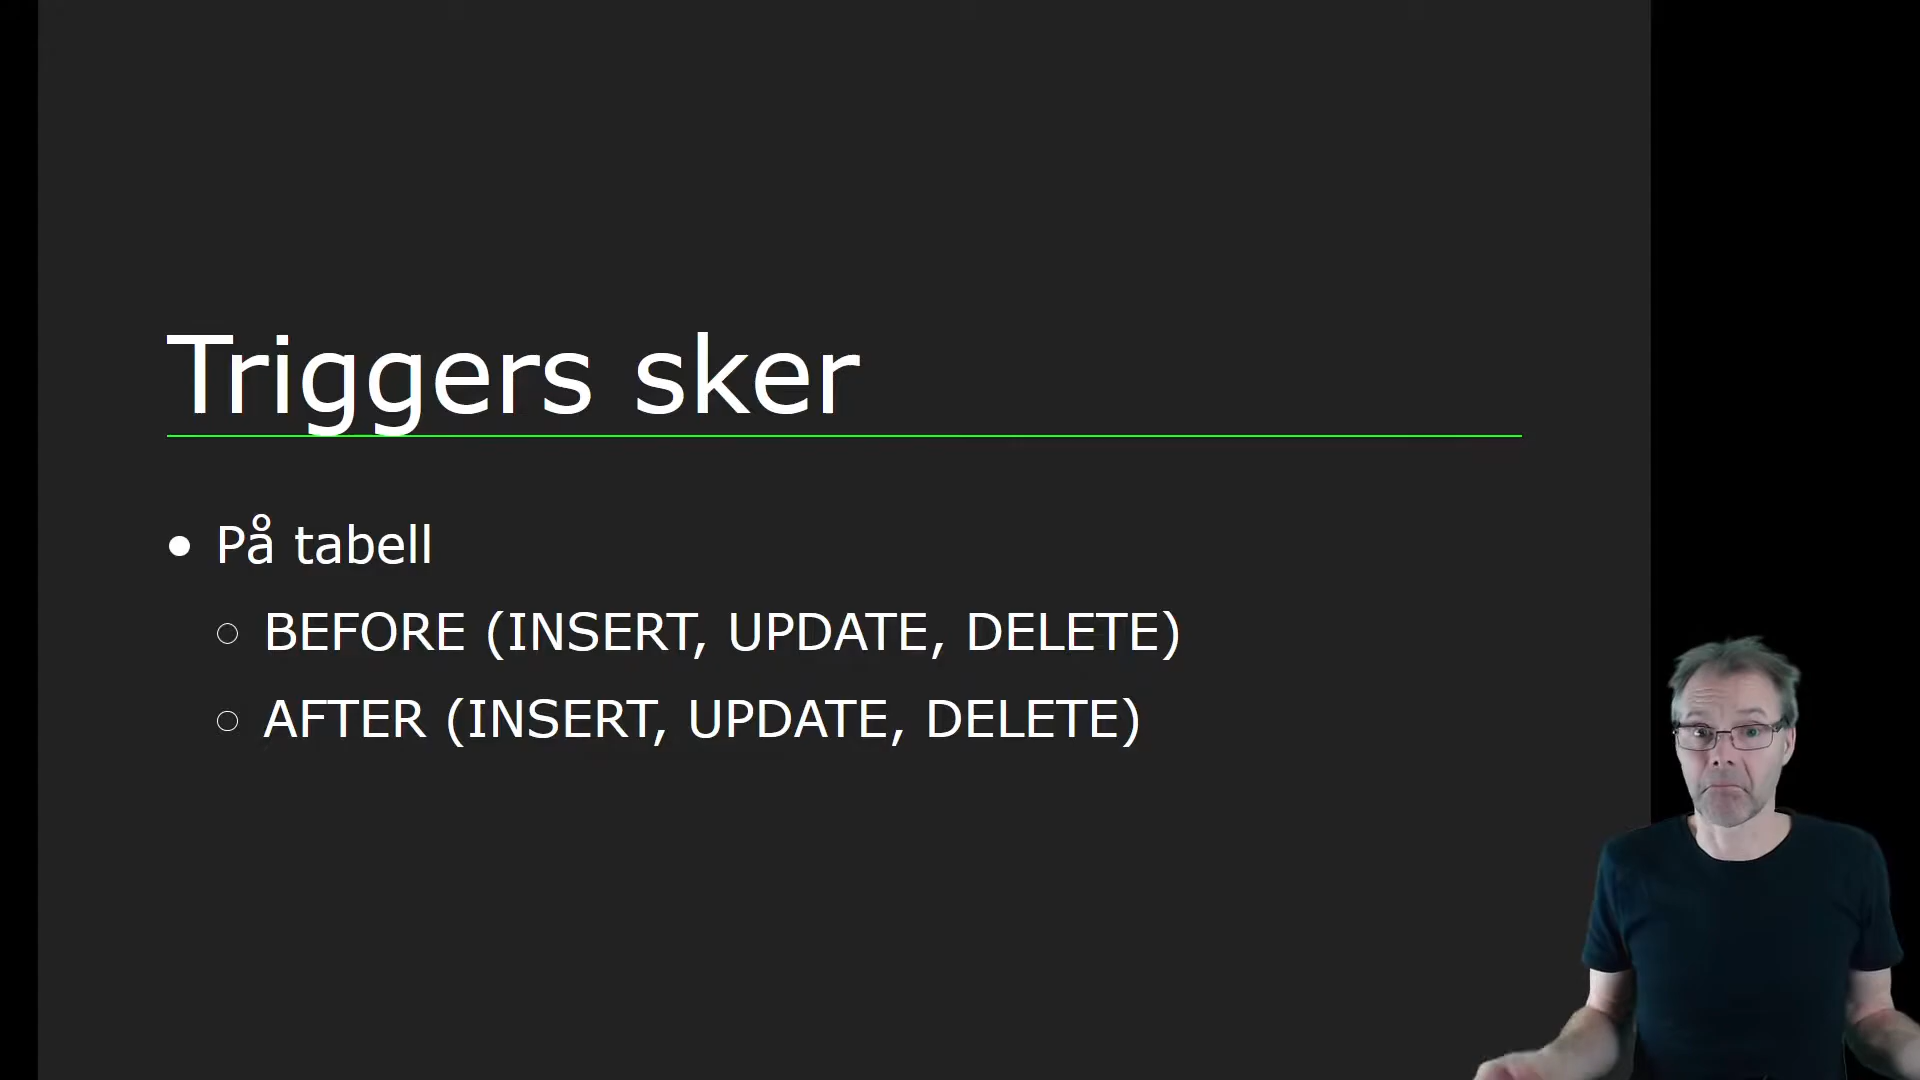 Triggers sker
På tabell
BEFORE (INSERT, UPDATE, DELETE)
AFTER (INSERT, UPDATE, DELETE)